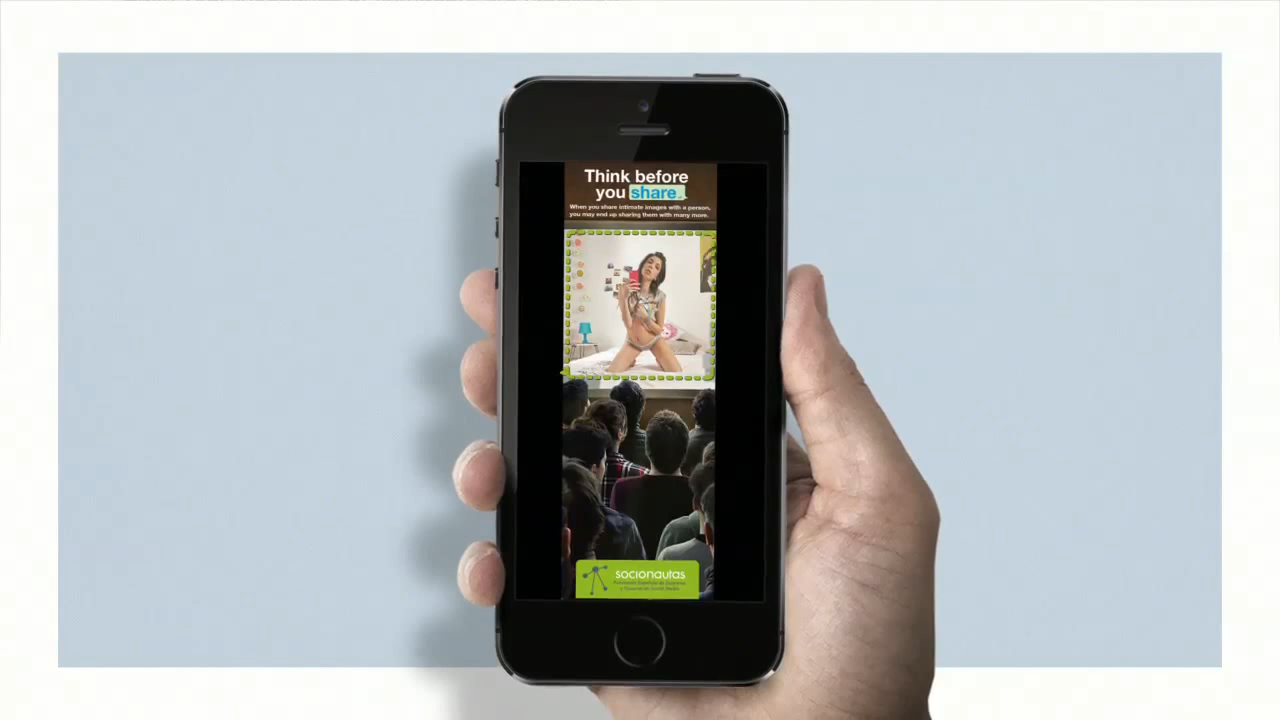 Think before
you share
When you share intimate images with a person,
you may end up sharing them with many more.
socionautas